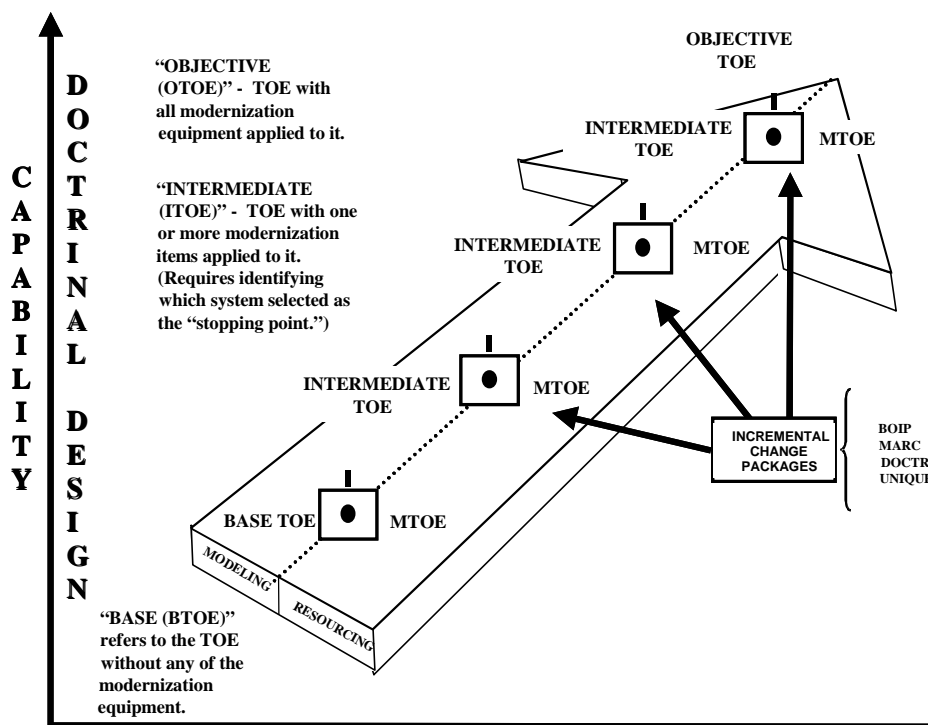 CAPABILITY
DOCTRINAL DESIGN
“OBJECTIVE
(OTOE)” - TOE with
all modernization
equipment applied to it.
“INTERMEDIATE
(ITOE)” - TOE with one
or more modernization
items applied to it.
(Requires identifying
which system selected as
the “stopping point.”)
“BASE (BTOE)”
refers to the TOE
without any of the
modernization
equipment.
OBJECTIVE
TOE
INTERMEDIATE
TOE
MTOE
INTERMEDIATE
TOE
MTOE
INTERMEDIATE
TOE
MTOE
BASE TOE
MTOE
MODELING
RESOURCING
INCREMENTAL
CHANGE
PACKAGES
BOIP
MARC
DOCTR
UNIQUE